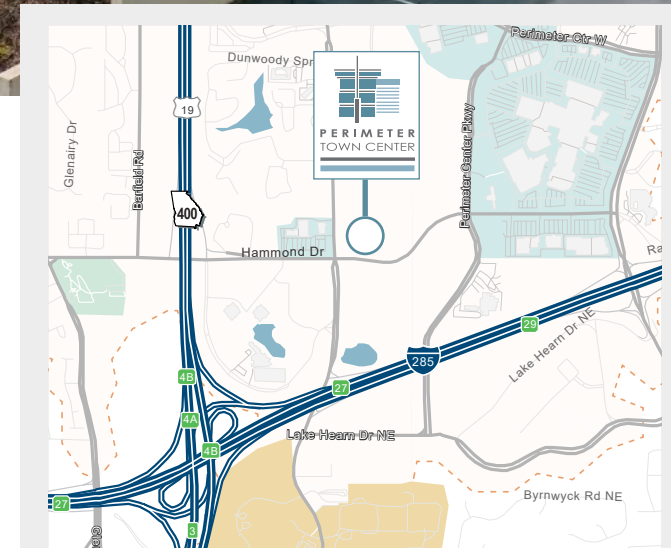 Perimeter Ctr W
Dunwoody Spr
19
Glenairy Dr
Barfield Rd
PERIMETER
TOWN CENTER
Perimeter Center Pkwy
400
Hammond Dr
Ra
29
285
Lake Hearn Dr NE
4B
27
4A
Lake Hearn Dr NE
4B
Byrnwyck Rd NE
27
3